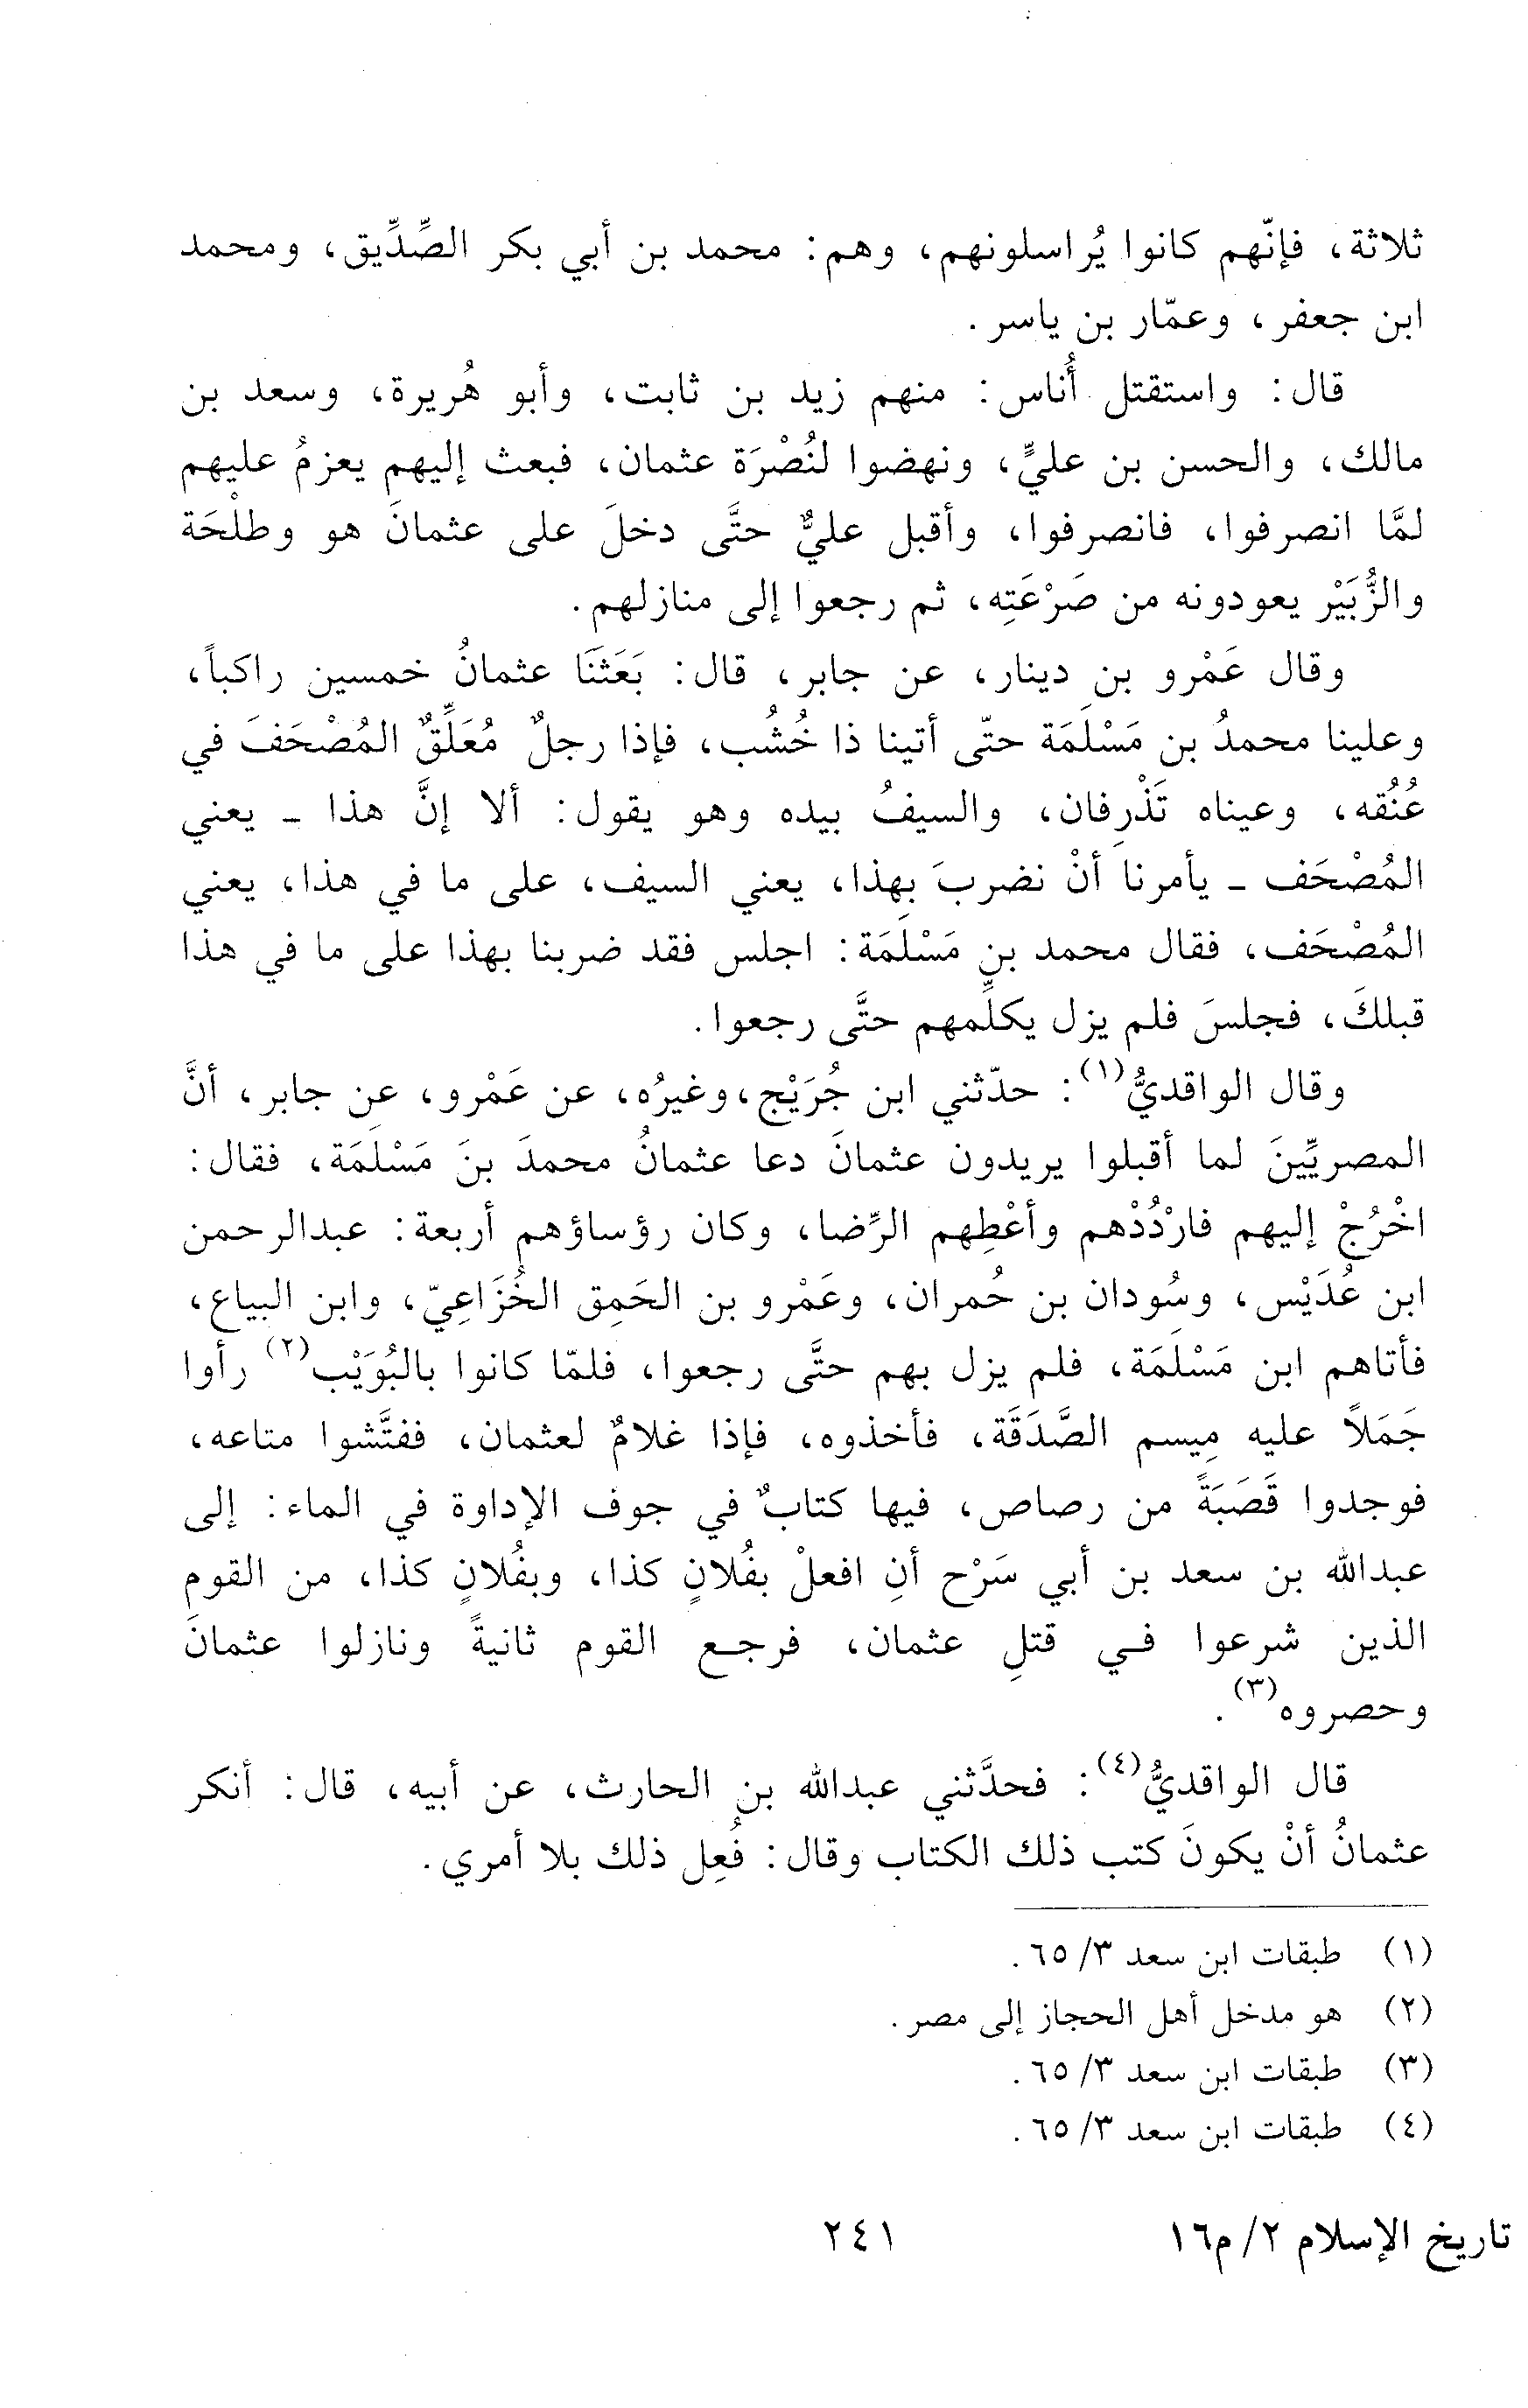 ثلاثة، فإنّهم كانوا يُراسلونهم، وهم: محمد بن أبي بكر الصِّدِّيق، ومحمد
ابن جعفر، وعمّار بن ياسر.
قال: واستقتل أُناس: منهم زيد بن ثابت، وأبو هُريرة، وسعد بن
مالك، والحسن بن عليٍّ، ونهضوا لنُصْرَة عثمان، فبعث إليهم يعزمُ عليهم
لمَّا انصرفوا، فانصرفوا، وأقبل عليٌّ حتَّى دخلَ على عثمانَ هو وطلْحَة
والزُّبَيْر يعودونه من صَرْعَتِه، ثم رجعوا إلى منازلهم.
وقال عَمْرو بن دينار، عن جابر، قال: بَعَثَنَا عثمانُ خمسين راكباً،
وعلينا محمدُ بن مَسْلَمَة حتّى أتينا ذا خُشُب، فإذا رجلٌ مُعَلِّقٌ المُصْحَفَ في
عُنُقه، وعيناه تَذْرِفان، والسيفُ بيده وهو يقول: ألا إنَّ هذا ـ يعني
المُصْحَف ـ يأمرنا أنْ نضربَ بهذا، يعني السيف، على ما في هذا، يعني
المُصْحَف، فقال محمد بن مَسْلَمَة: اجلس فقد ضربنا بهذا على ما في هذا
قبلكَ، فجلسَ فلم يزل يكلِّمهم حتَّى رجعوا.
وقال الواقديُّ(١): حدّثني ابن جُرَيْج، وغيرُه، عن عَمْرو، عن جابر، أنَّ
المصريِّينَ لما أقبلوا يريدون عثمانَ دعا عثمانُ محمدَ بنَ مَسْلَمَة، فقال:
اخْرُجْ إليهم فارْدُدْهم وأعْطِهم الرِّضا، وكان رؤساؤهم أربعة: عبدالرحمن
ابن عُدَيْس، وسُودان بن حُمران، وعَمْرو بن الحَمِق الخُزَاعِيّ، وابن البياع،
فأتاهم ابن مَسْلَمَة، فلم يزل بهم حتَّى رجعوا، فلمّا كانوا بالبُوَيْب(٢) رأوا
جَمَلاً عليه مِيسم الصَّدَقَة، فأخذوه، فإذا غلامٌ لعثمان، ففتَّشوا متاعه،
فوجدوا قَصَبَةً من رصاص، فيها كتابٌ في جوف الإداوة في الماء: إلى
عبدالله بن سعد بن أبي سَرْح أنِ افعلْ بفُلانٍ كذا، وبفُلانٍ كذا، من القوم
الذين شرعوا في قتلِ عثمان، فرجع القوم ثانيةً ونازلوا عثمانَ
وحصروه(٣).
قال الواقديُّ(٤): فحدَّثني عبدالله بن الحارث، عن أبيه، قال: أنكر
عثمانُ أنْ يكونَ كتب ذلك الكتاب وقال: فُعِل ذلك بلا أمري.
(١) طبقات ابن سعد ٣/ ٦٥.
(٢) هو مدخل أهل الحجاز إلى مصر.
(٣) طبقات ابن سعد ٣/ ٦٥.
(٤) طبقات ابن سعد ٣/ ٦٥.
تاريخ الإسلام ٢/ م١٦ ٢٤١